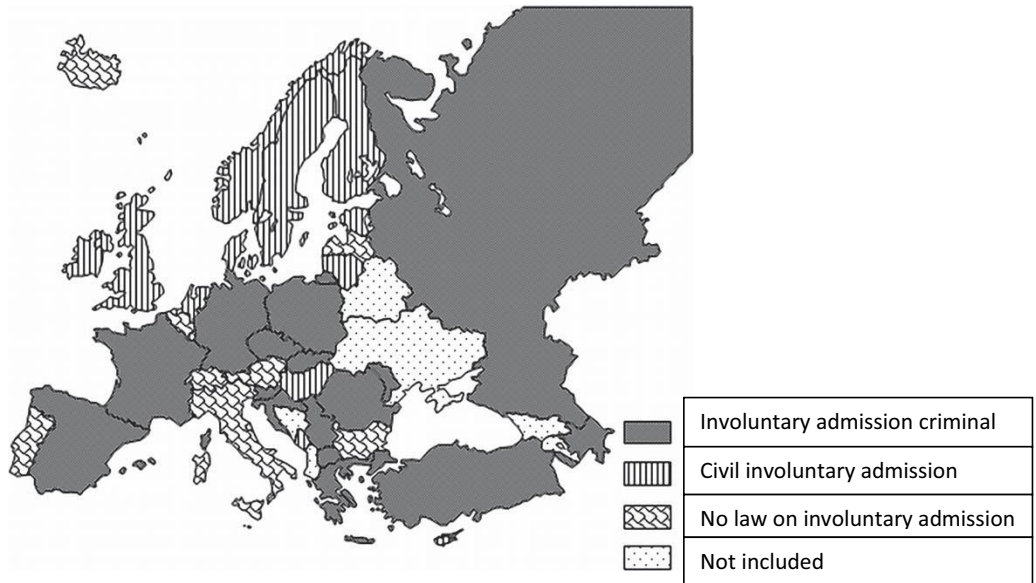 Involuntary admission criminal
Civil involuntary admission
No law on involuntary admission
Not included